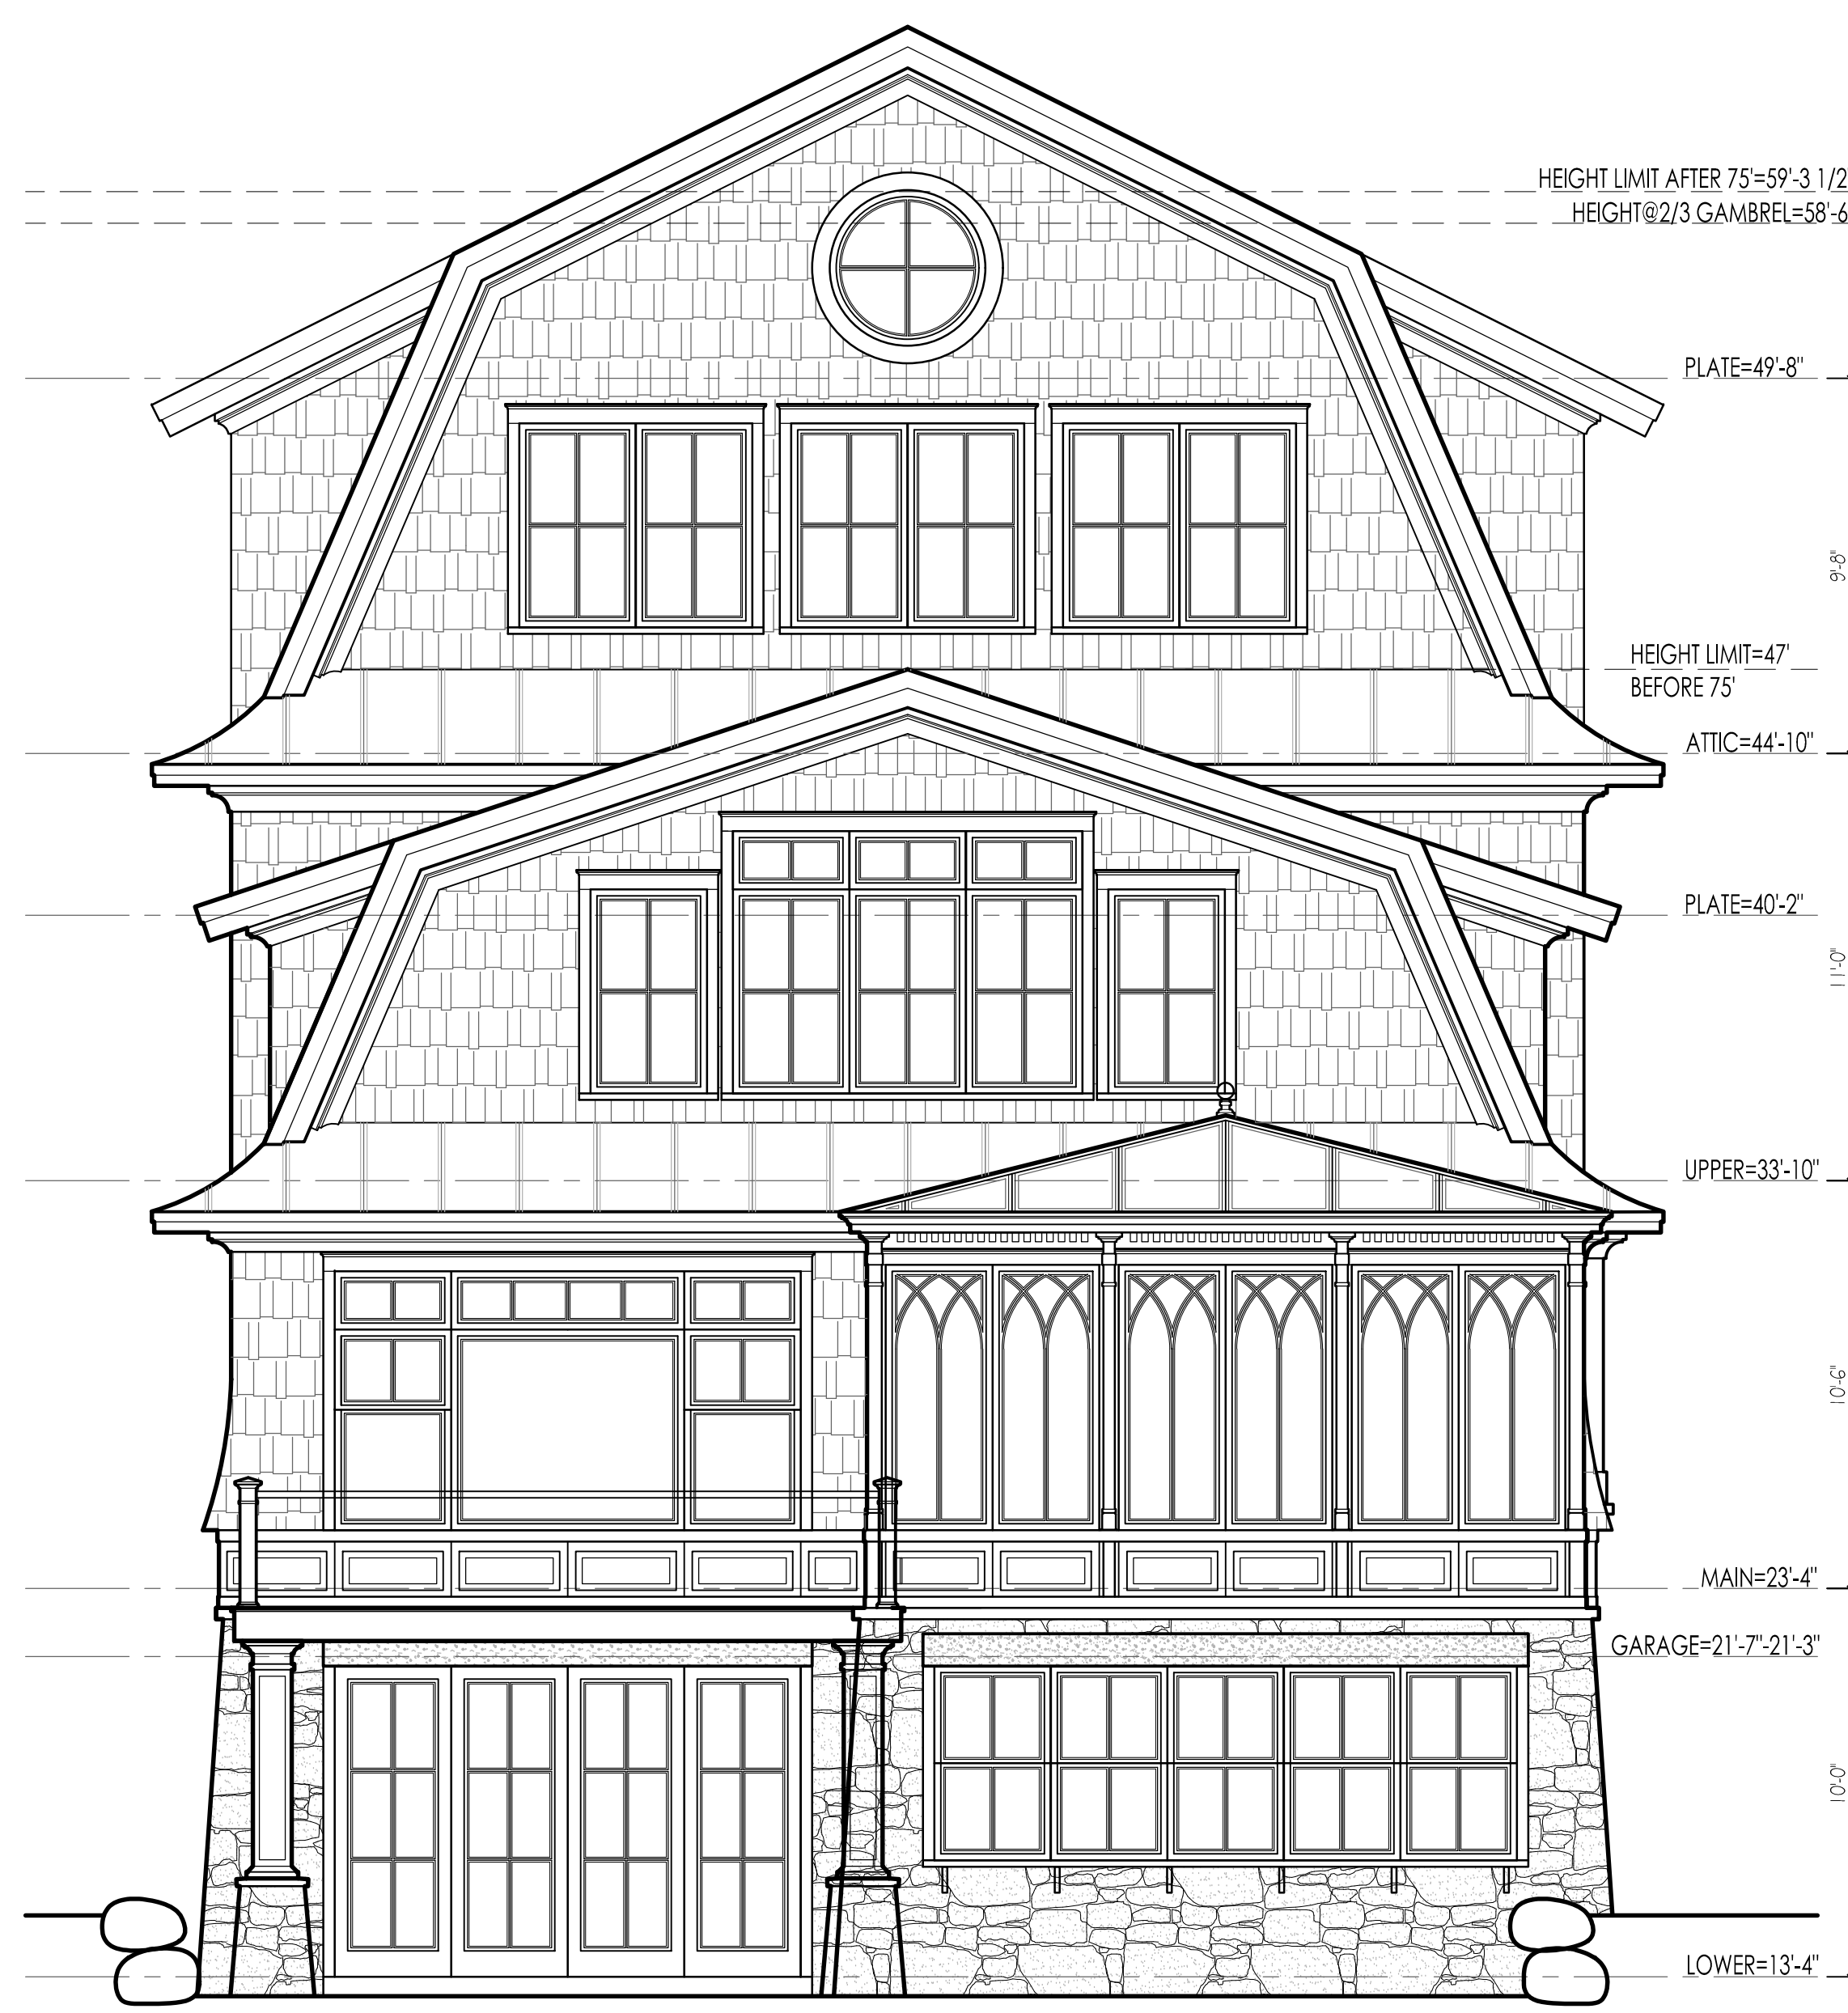 HEIGHT LIMIT AFTER 75'=59'-3 1/2
HEIGHT@2/3 GAMBREL=58'-6
PLATE=49'-8"
9'-8"
HEIGHT LIMIT=47'
BEFORE 75'
ATTIC=44'-10"
PLATE=40'-2"
11'-0"
UPPER=33'-10"
10'-6"
MAIN=23'-4"
GARAGE=21'-7"-21'-3"
10'-0"
LOWER=13'-4"